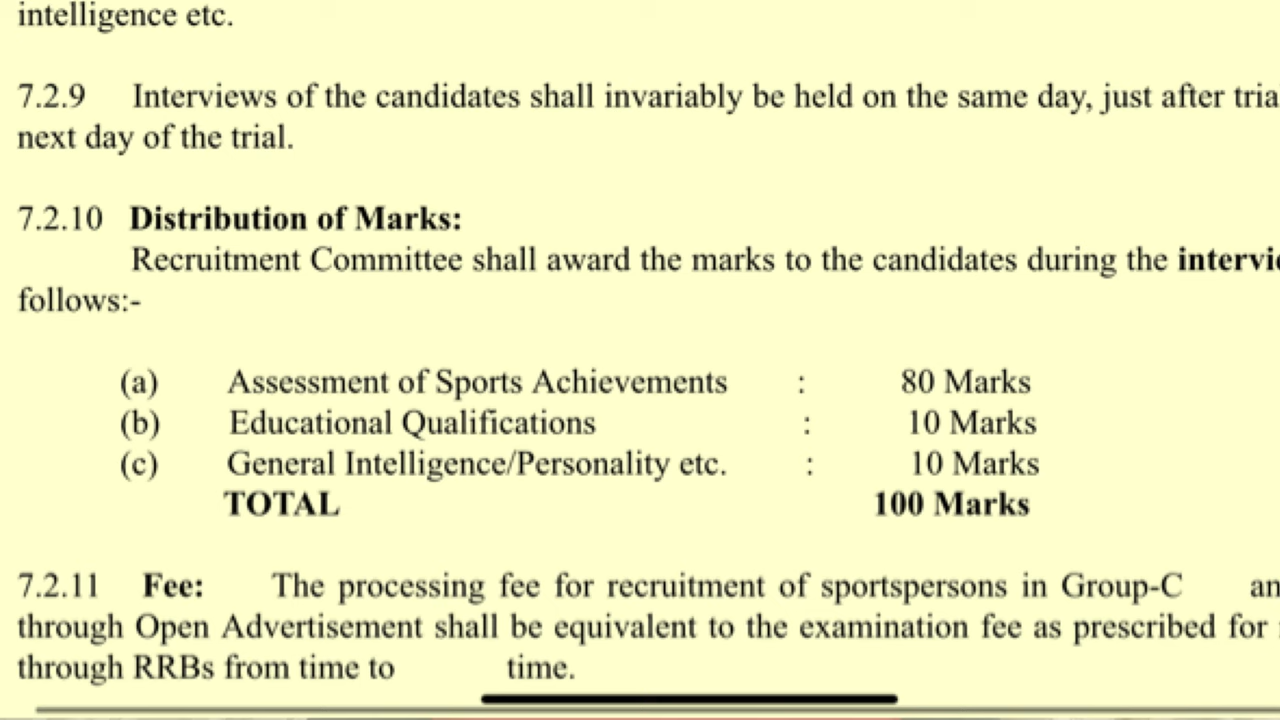 intelligence etc.
7.2.9 Interviews of the candidates shall invariably be held on the same day, just after
next day of the trial.
7.2.10 Distribution of Marks:
Recruitment Committee shall award the marks to the candidates during the
follows:-
(a) Assessment of Sports Achievements : 80 Marks
(b) Educational Qualifications : 10 Marks
(c) General Intelligence/Personality etc. : 10 Marks
TOTAL 100 Marks
7.2.11 Fee: The processing fee for recruitment of sportspersons in Group-C
through Open Advertisement shall be equivalent to the examination fee as prescribed for
through RRBs from time to time.